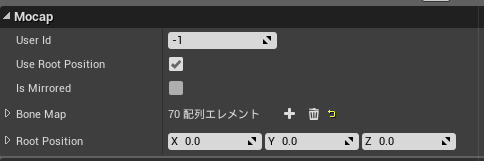 Mocap
User Id -1
Use Root Position
Is Mirrored
Bone Map 70 配列エレメント
Root Position X 0.0 Y 0.0 Z 0.0